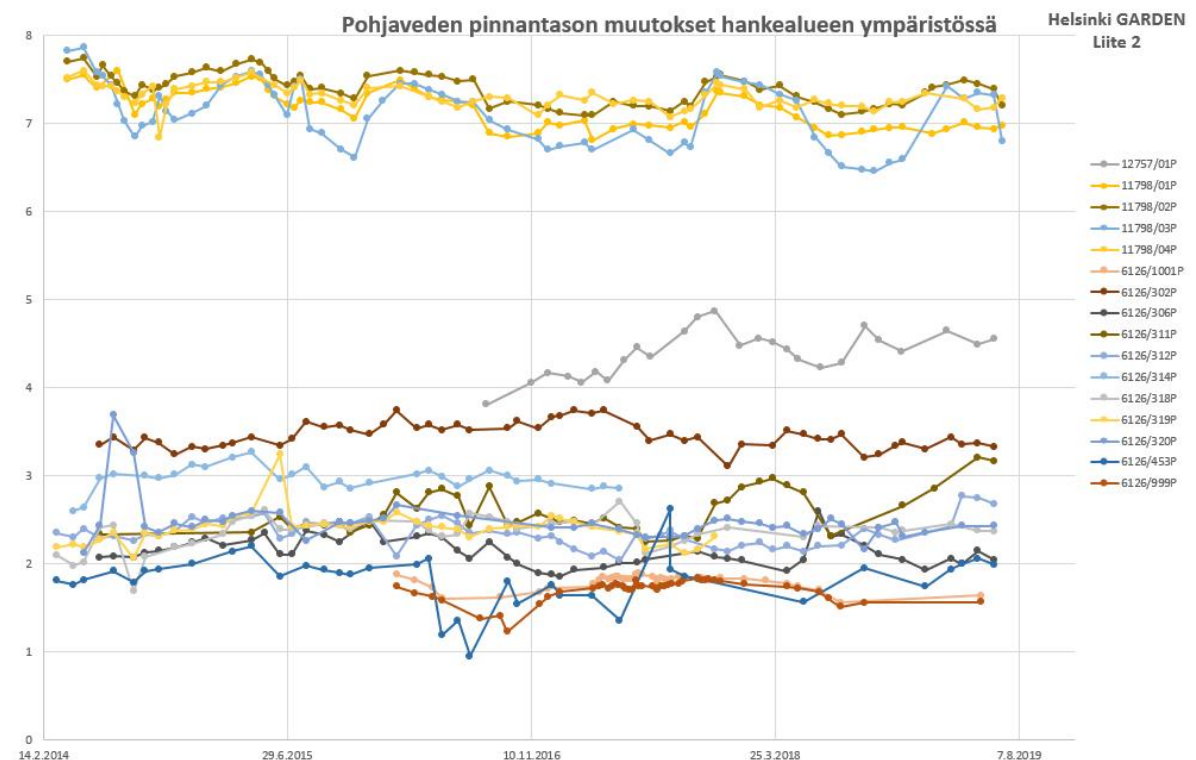 Pohjaveden pinnantason muutokset hankealueen ympäristössä
Helsinki GARDEN
Liite 2
8
7
6
5
4
3
2
1
0
14.2.2014
29.6.2015
10.11.2016
25.3.2018
7.8.2019
12757/01P
11798/01P
11798/02P
11798/03P
11798/04P
6126/1001P
6126/302P
6126/306P
6126/311P
6126/312P
6126/314P
6126/318P
6126/319P
6126/320P
6126/453P
6126/999P